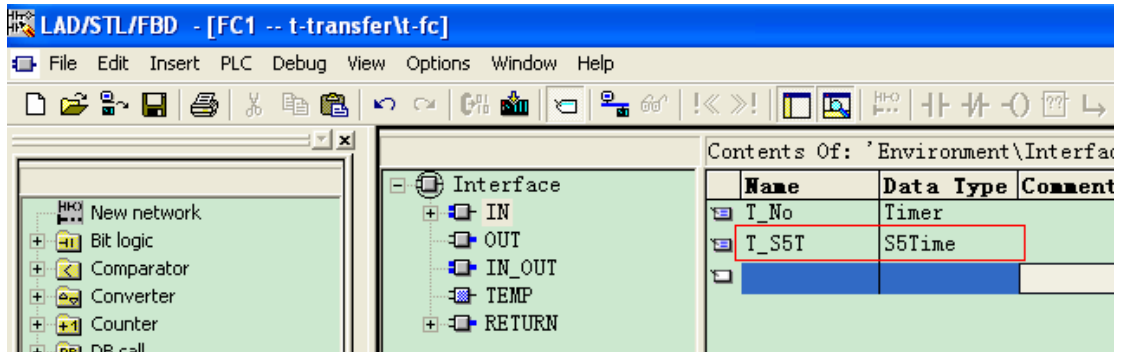 LAD/STL/FBD - [FC1 -- t-transfer\t-fc]
File Edit Insert PLC Debug View Options Window Help
Contents Of: 'Environment\Interfac
Interface
IN
OUT
IN_OUT
TEMP
RETURN
Name Data Type Comment
T_No Timer
T_S5T S5Time
New network
Bit logic
Comparator
Converter
Counter
DB call